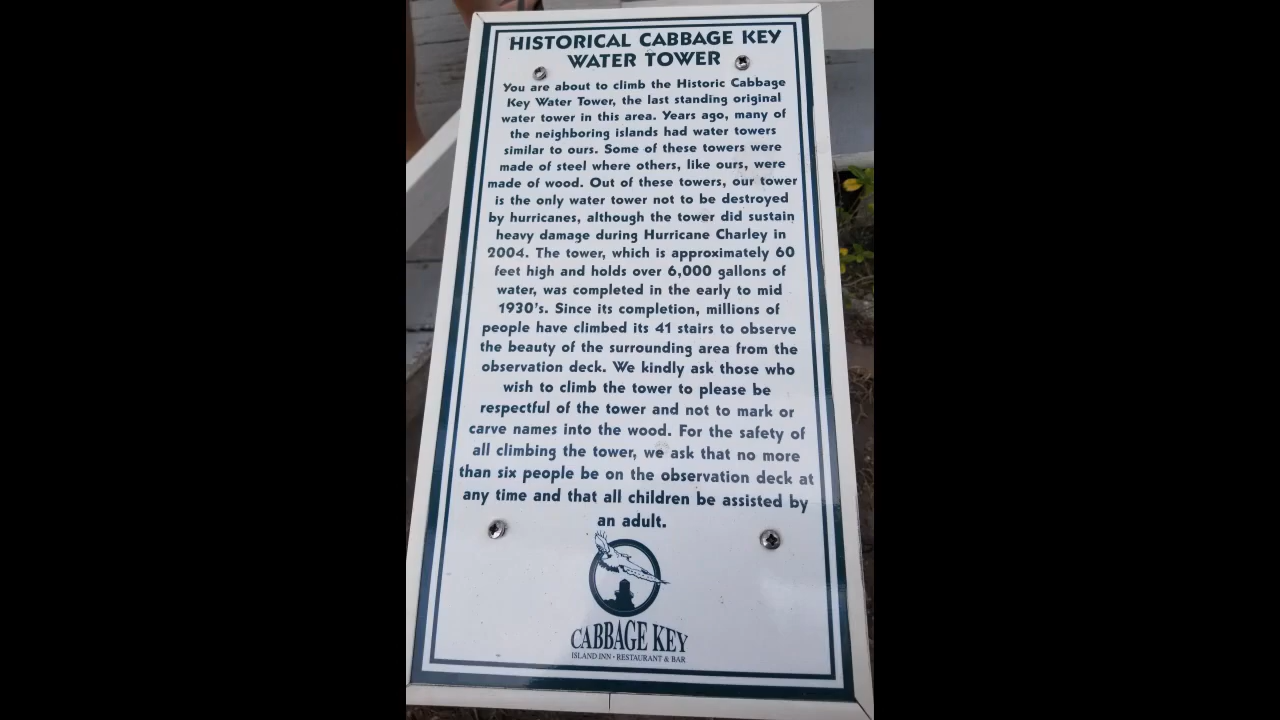 HISTORICAL CABBAGE KEY
WATER TOWER
You are about to climb the Historic Cabbage
Key Water Tower, the last standing original
water tower in this area. Years ago, many of
the neighboring islands had water towers
similar to ours. Some of these towers were
made of steel where others, like ours, were
made of wood. Out of these towers, our tower
is the only water tower not to be destroyed
by hurricanes, although the tower did sustain
heavy damage during Hurricane Charley in
2004. The tower, which is approximately 60
feet high and holds over 6,000 gallons of
water, was completed in the early to mid
1930's. Since its completion, millions of
people have climbed its 41 stairs to observe
the beauty of the surrounding area from the
observation deck. We kindly ask those who
wish to climb the tower to please be
respectful of the tower and not to mark or
carve names into the wood. For the safety of
all climbing the tower, we ask that no more
than six people be on the observation deck at
any time and that all children be assisted by
an adult.
CABBAGE KEY
ISLAND INN · RESTAURANT & BAR